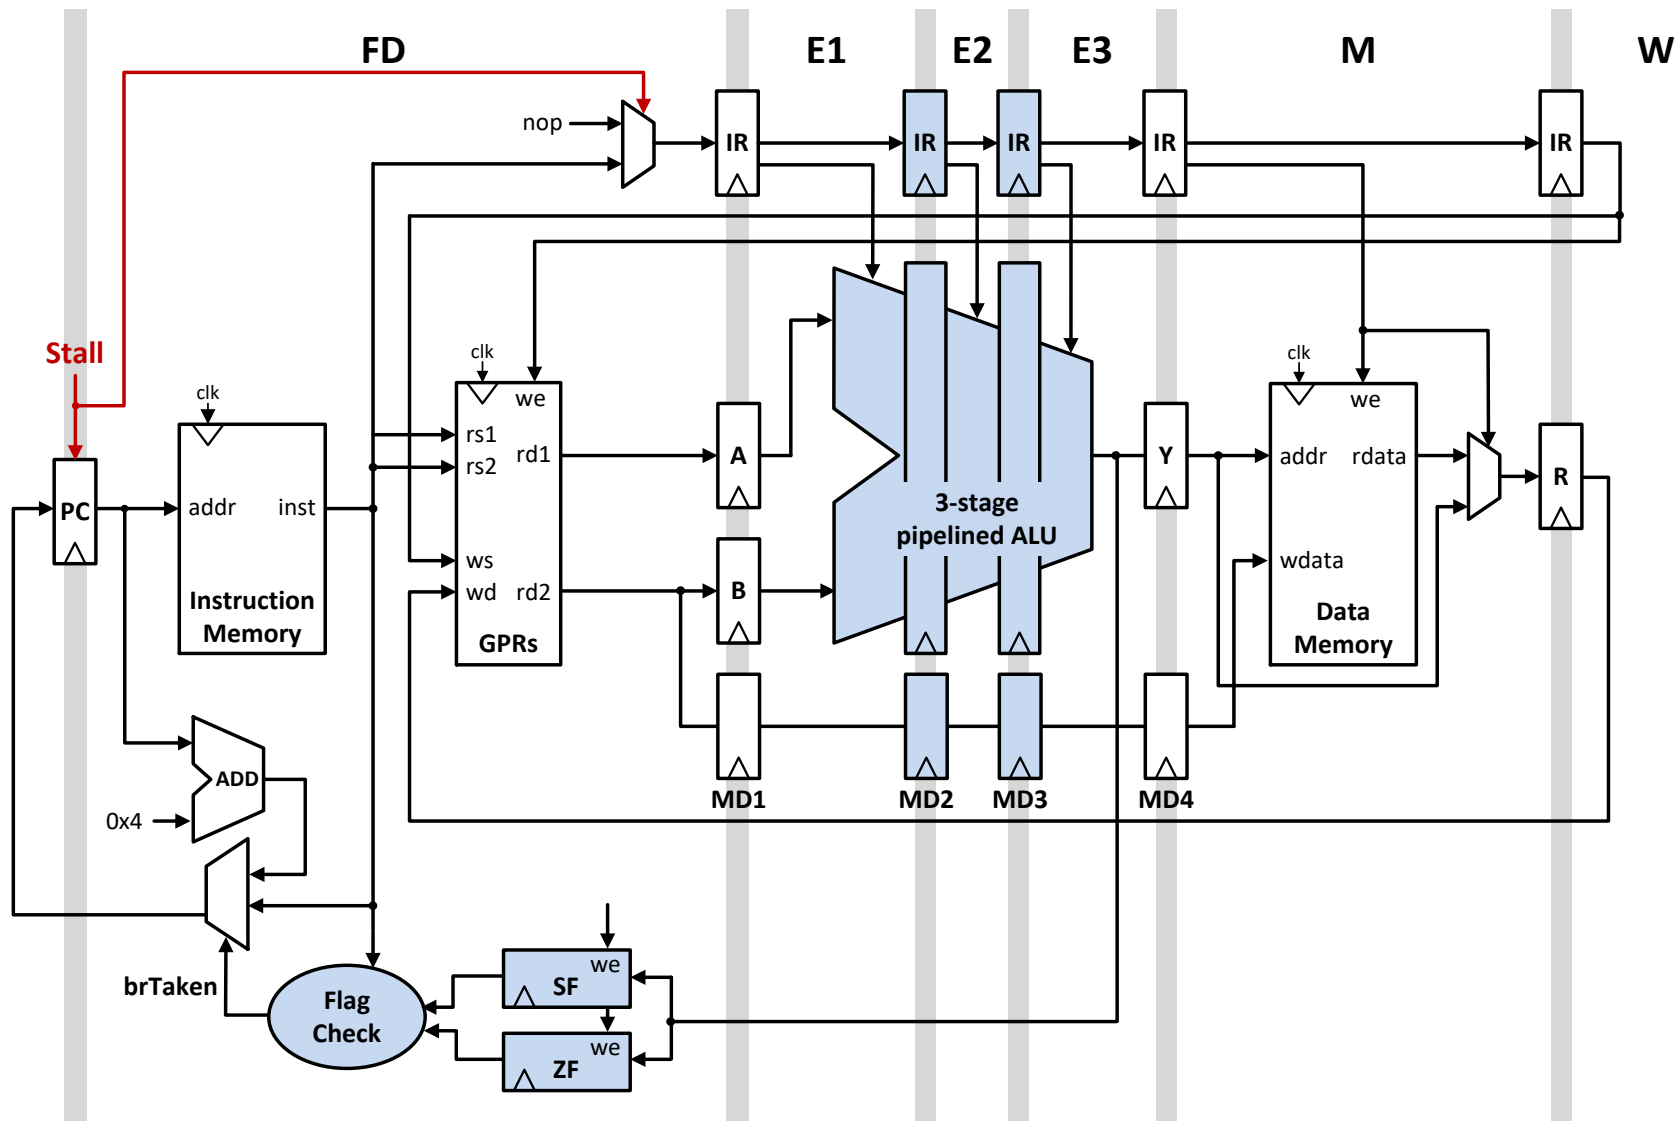 FD
E1
E2
E3
M
W
nop
IR
IR
IR
IR
IR
Stall
clk
clk
clk
we
we
rs1
rs2
rd1
A
addr
rdata
Y
R
PC
addr
inst
3-stage
pipelined ALU
ws
wd
rd2
B
wdata
Instruction
Memory
GPRs
Data
Memory
ADD
0x4
MD1
MD2
MD3
MD4
brTaken
Flag
Check
we
SF
we
ZF